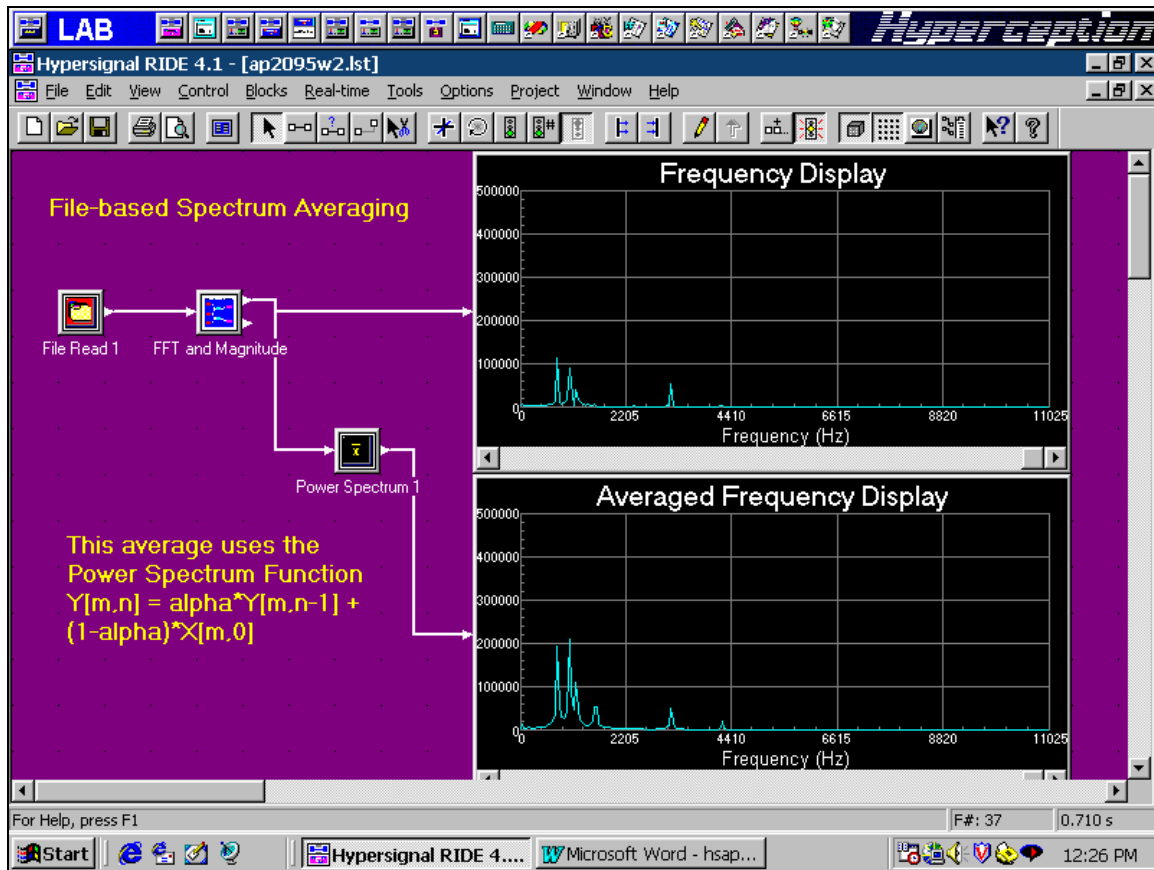 LAB
Hyperception
Hypersignal RIDE 4.1 - [ap2095w2.lst]
File Edit View Control Blocks Real-time Tools Options Project Window Help
File-based Spectrum Averaging
File Read 1
FFT and Magnitude
Power Spectrum 1
This average uses the
Power Spectrum Function
Y[m,n] = alpha*Y[m,n-1] +
(1-alpha)*X[m,0]
Frequency Display
500000
400000
300000
200000
100000
0
0 2205 4410 6615 8820 11025
Frequency (Hz)
Averaged Frequency Display
500000
400000
300000
200000
100000
0
0 2205 4410 6615 8820 11025
Frequency (Hz)
For Help, press F1
F#: 37
0.710 s
Start
Hypersignal RIDE 4....
Microsoft Word - hsap...
12:26 PM